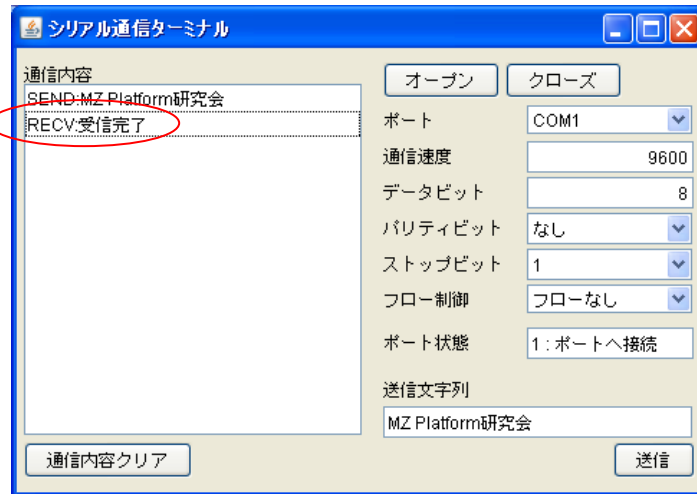 シリアル通信ターミナル
通信内容
SEND:MZ Platform研究会
RECV:受信完了
オープン クローズ
ポート COM1
通信速度 9600
データビット 8
パリティビット なし
ストップビット 1
フロー制御 フローなし
ポート状態 1:ポートへ接続
送信文字列
MZ Platform研究会
通信内容クリア 送信